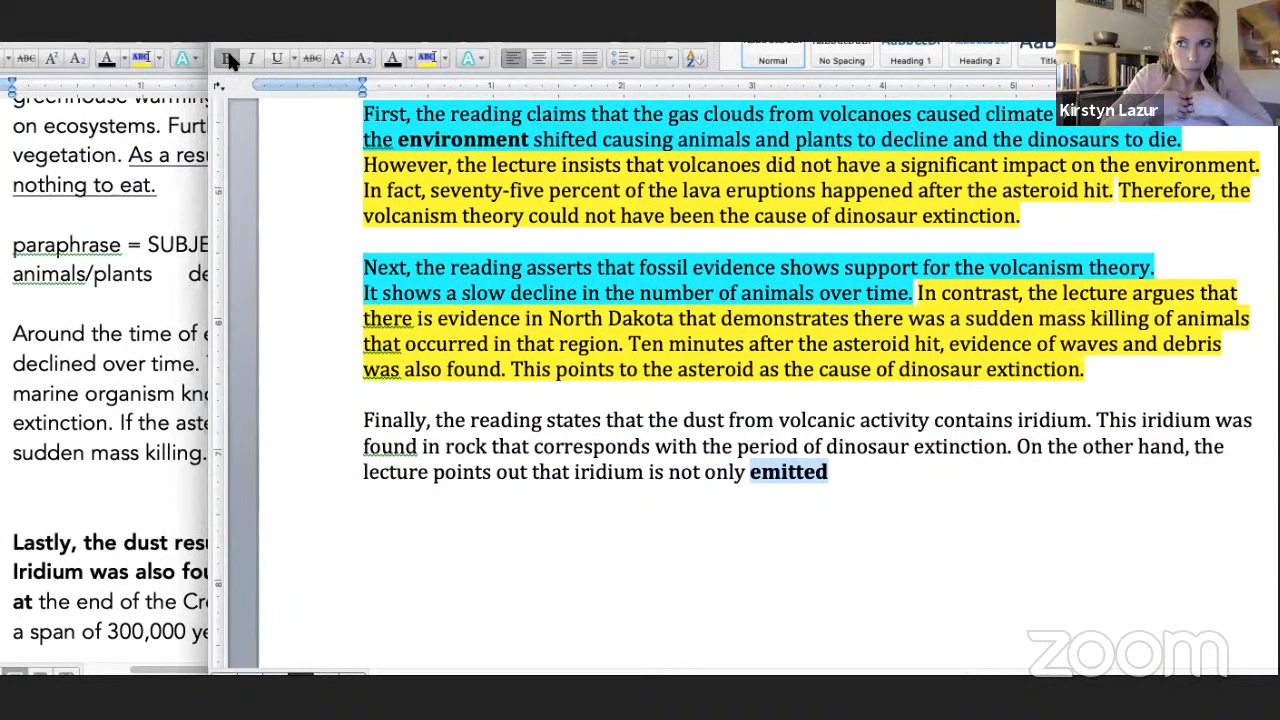 Normal
No Spacing
Heading 1
Heading 2
Kirstyn Lazur
greenhouse warming
on ecosystems. Furt
vegetation. As a resu
nothing to eat.
paraphrase = SUBJE
animals/plants de
Around the time of e
declined over time.
marine organism kno
extinction. If the aste
sudden mass killing.
Lastly, the dust resu
Iridium was also fou
at the end of the Cre
a span of 300,000 ye
First, the reading claims that the gas clouds from volcanoes caused climate
the environment shifted causing animals and plants to decline and the dinosaurs to die.
However, the lecture insists that volcanoes did not have a significant impact on the environment.
In fact, seventy-five percent of the lava eruptions happened after the asteroid hit. Therefore, the
volcanism theory could not have been the cause of dinosaur extinction.
Next, the reading asserts that fossil evidence shows support for the volcanism theory.
It shows a slow decline in the number of animals over time. In contrast, the lecture argues that
there is evidence in North Dakota that demonstrates there was a sudden mass killing of animals
that occurred in that region. Ten minutes after the asteroid hit, evidence of waves and debris
was also found. This points to the asteroid as the cause of dinosaur extinction.
Finally, the reading states that the dust from volcanic activity contains iridium. This iridium was
found in rock that corresponds with the period of dinosaur extinction. On the other hand, the
lecture points out that iridium is not only emitted
zoom